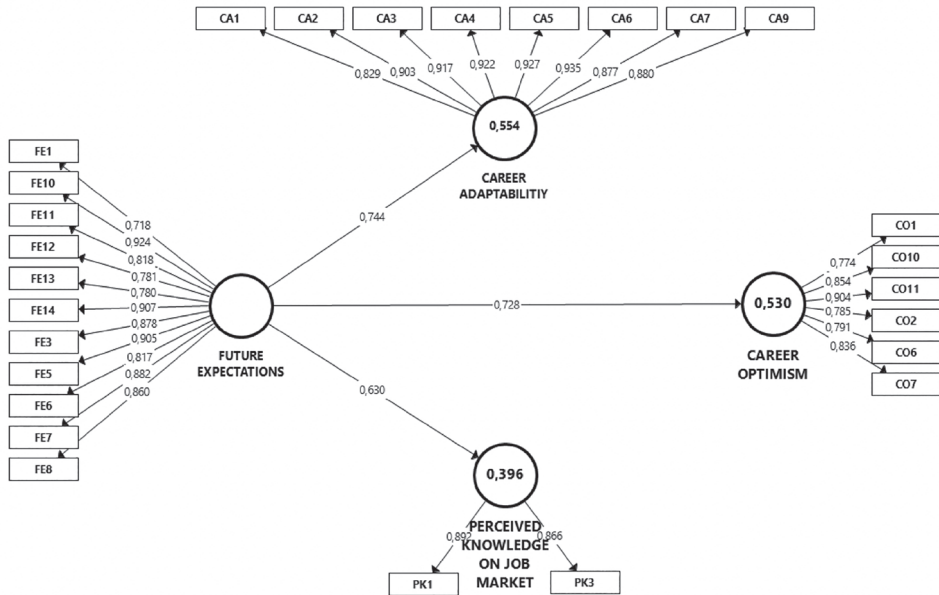 CA1 CA2 CA3 CA4 CA5 CA6 CA7 CA9
0,829 0,903 0,917 0,922 0,927 0,935 0,877 0,880
0,554
CAREER
ADAPTABILITIY
FE1
FE10
FE11
FE12
FE13
FE14
FE3
FE5
FE6
FE7
FE8
0,718
0,924
0,818
0,781
0,780
0,907
0,878
0,905
0,817
0,882
0,860
FUTURE
EXPECTATIONS
0,744
0,728
0,630
0,530
CAREER
OPTIMISM
0,774
0,854
0,904
0,785
0,791
0,836
CO1
CO10
CO11
CO2
CO6
CO7
0,396
PERCEIVED
KNOWLEDGE
ON JOB
MARKET
0,892 0,866
PK1 PK3